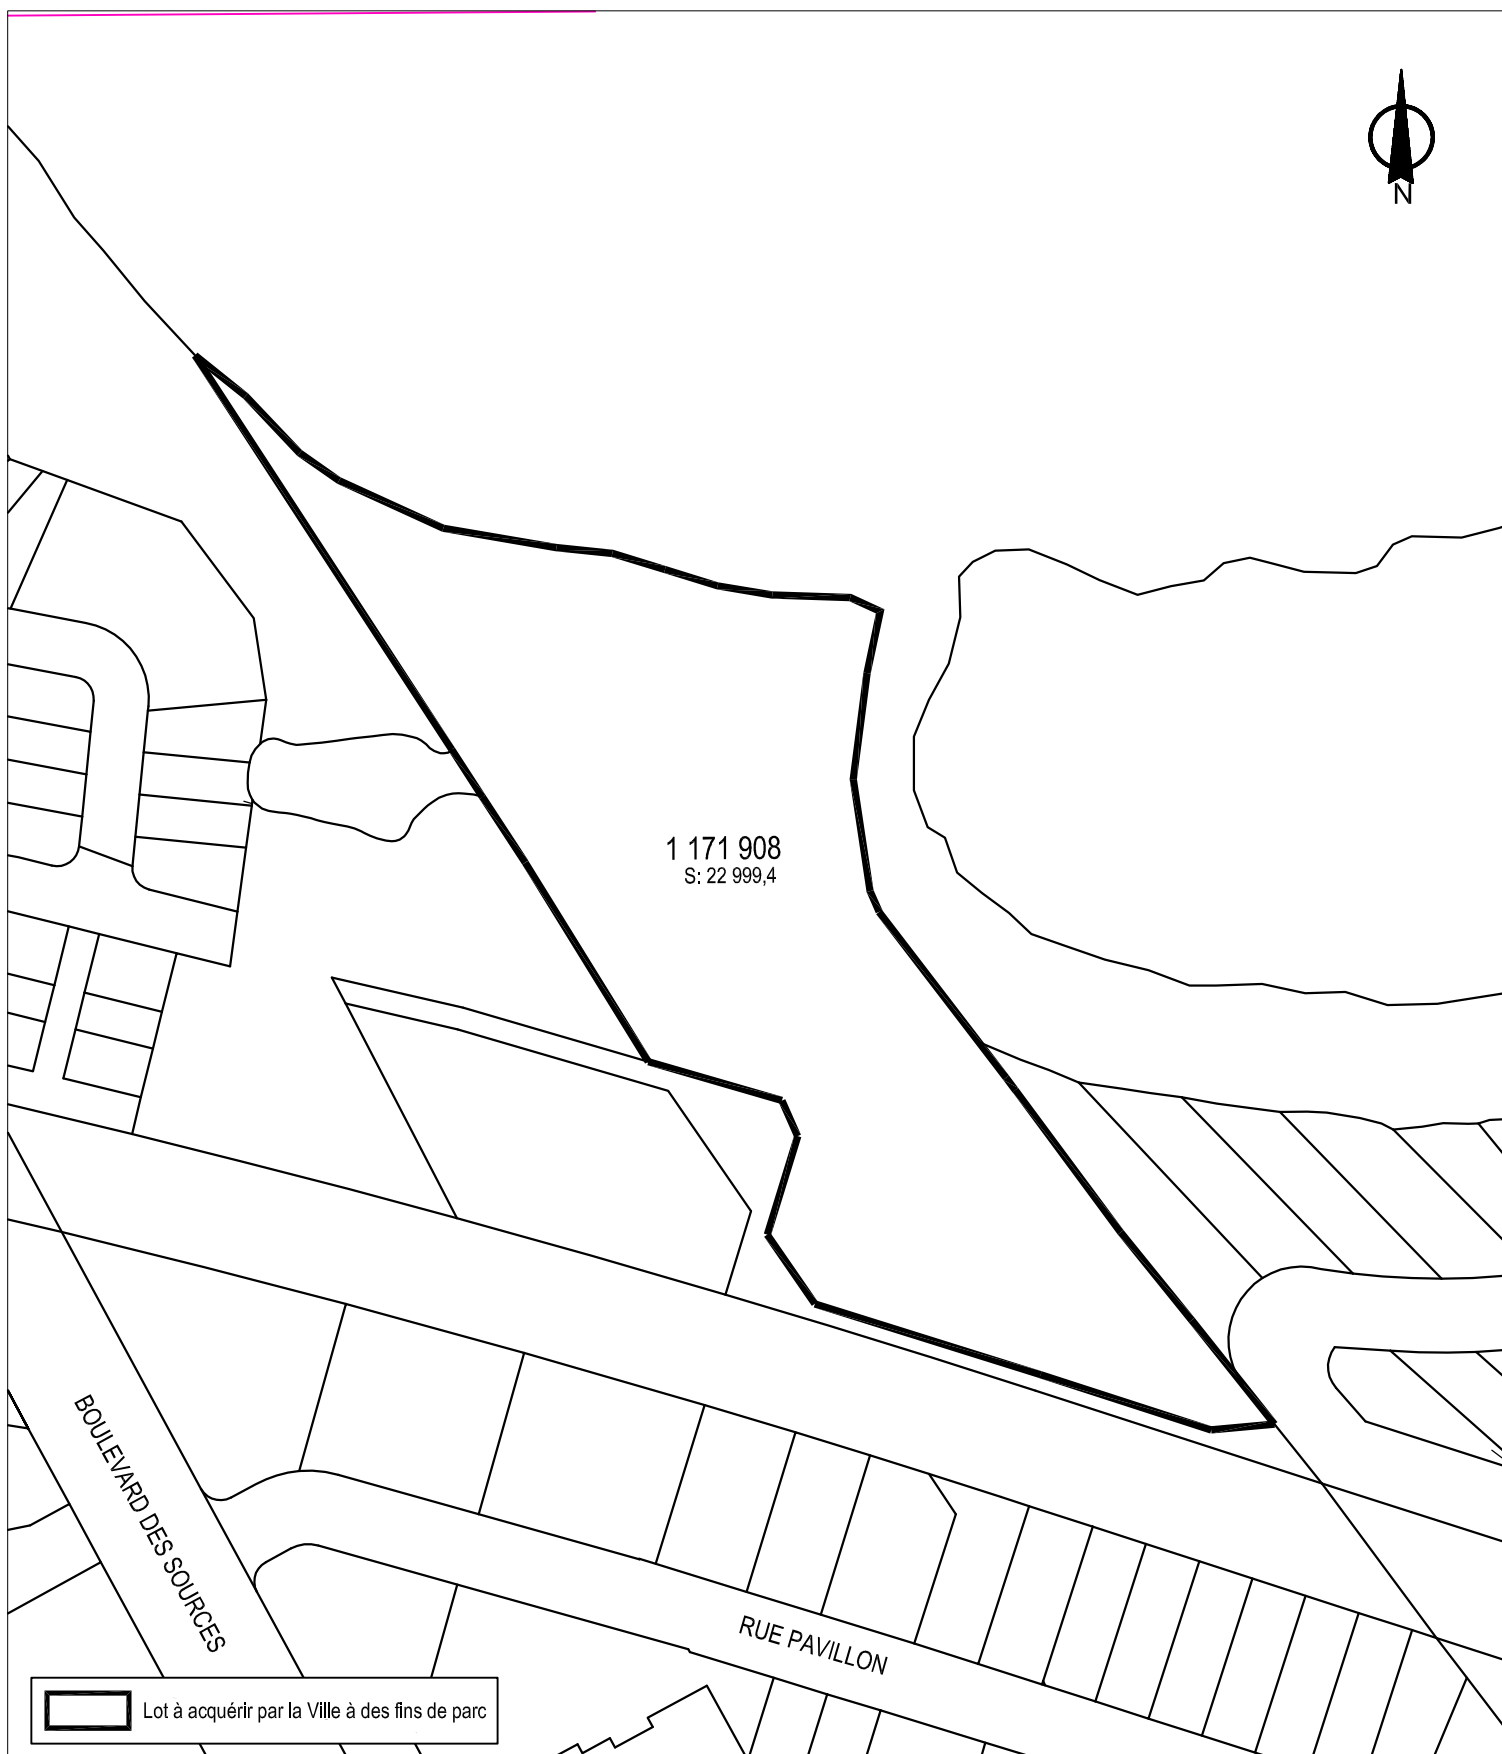 N
1 171 908
S: 22 999,4
BOULEVARD DES SOURCES
RUE PAVILLON
Lot à acquérir par la Ville à des fins de parc